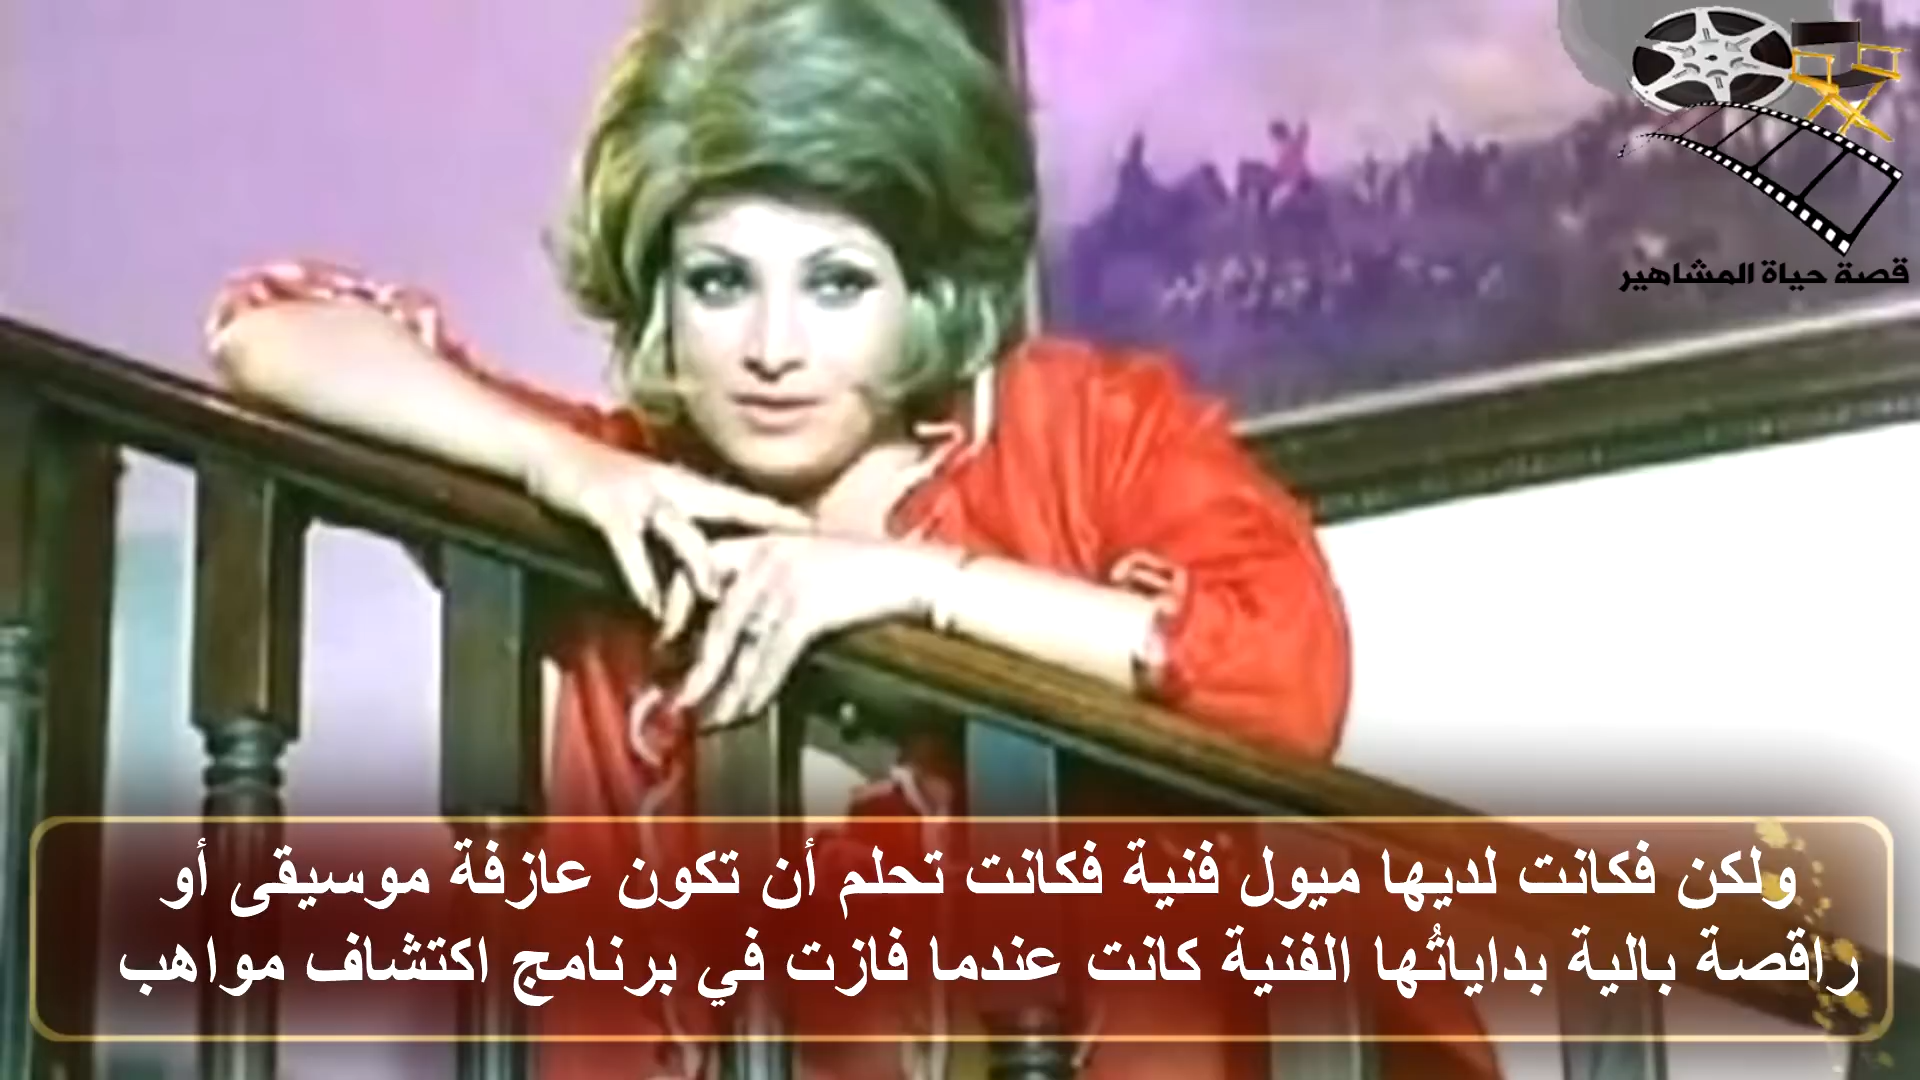 قصة حياة المشاهير
ولكن فكانت لديها ميول فنية فكانت تحلم أن تكون عازفة موسيقى أو
راقصة بالية بداياتُها الفنية كانت عندما فازت في برنامج اكتشاف مواهب